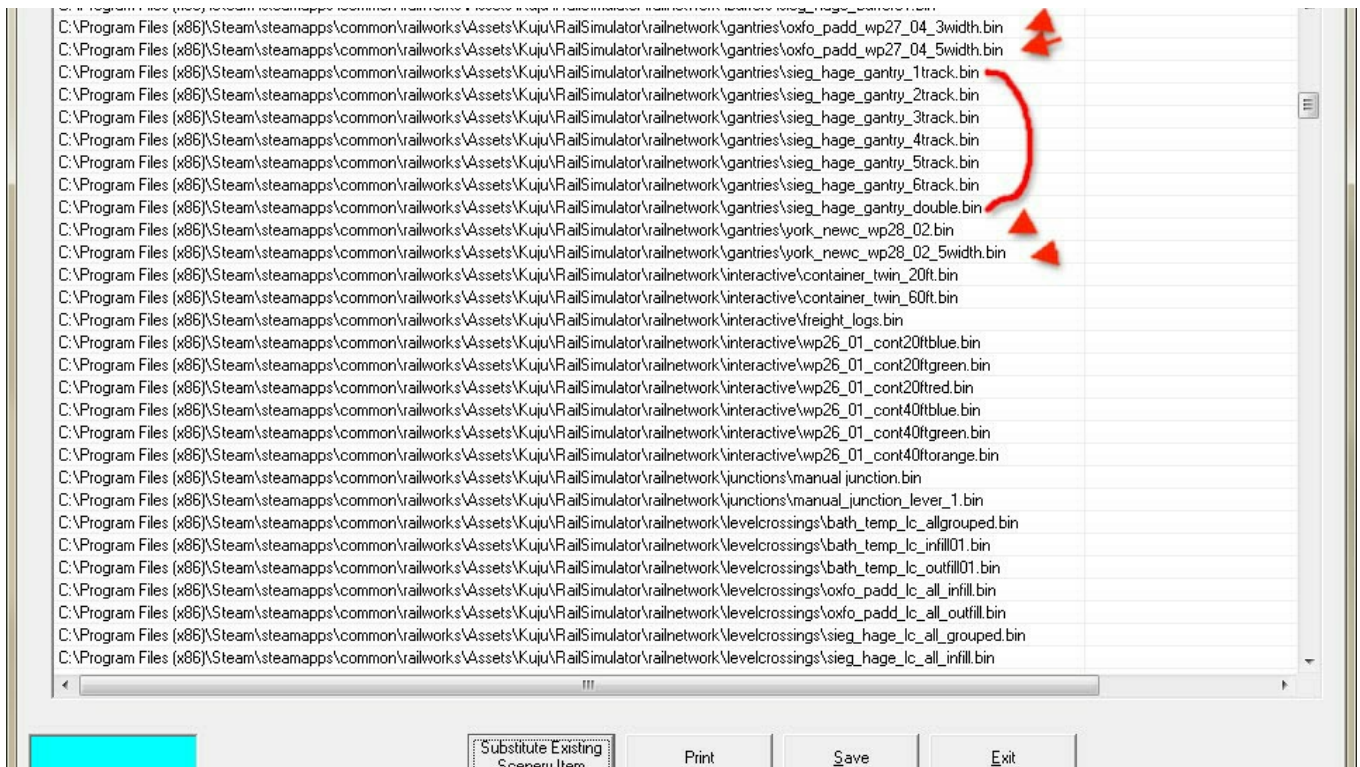 C:\Program Files (x86)\Steam\steamapps\common\railworks\Assets\Kuju\RailSimulator\railnetwork\gantries\oxfo_padd_wp27_04_3width.bin
C:\Program Files (x86)\Steam\steamapps\common\railworks\Assets\Kuju\RailSimulator\railnetwork\gantries\oxfo_padd_wp27_04_5width.bin
C:\Program Files (x86)\Steam\steamapps\common\railworks\Assets\Kuju\RailSimulator\railnetwork\gantries\sieg_hage_gantry_1track.bin
C:\Program Files (x86)\Steam\steamapps\common\railworks\Assets\Kuju\RailSimulator\railnetwork\gantries\sieg_hage_gantry_2track.bin
C:\Program Files (x86)\Steam\steamapps\common\railworks\Assets\Kuju\RailSimulator\railnetwork\gantries\sieg_hage_gantry_3track.bin
C:\Program Files (x86)\Steam\steamapps\common\railworks\Assets\Kuju\RailSimulator\railnetwork\gantries\sieg_hage_gantry_4track.bin
C:\Program Files (x86)\Steam\steamapps\common\railworks\Assets\Kuju\RailSimulator\railnetwork\gantries\sieg_hage_gantry_5track.bin
C:\Program Files (x86)\Steam\steamapps\common\railworks\Assets\Kuju\RailSimulator\railnetwork\gantries\sieg_hage_gantry_6track.bin
C:\Program Files (x86)\Steam\steamapps\common\railworks\Assets\Kuju\RailSimulator\railnetwork\gantries\sieg_hage_gantry_double.bin
C:\Program Files (x86)\Steam\steamapps\common\railworks\Assets\Kuju\RailSimulator\railnetwork\gantries\york_newc_wp28_02.bin
C:\Program Files (x86)\Steam\steamapps\common\railworks\Assets\Kuju\RailSimulator\railnetwork\gantries\york_newc_wp28_02_5width.bin
C:\Program Files (x86)\Steam\steamapps\common\railworks\Assets\Kuju\RailSimulator\railnetwork\interactive\container_twin_20ft.bin
C:\Program Files (x86)\Steam\steamapps\common\railworks\Assets\Kuju\RailSimulator\railnetwork\interactive\container_twin_60ft.bin
C:\Program Files (x86)\Steam\steamapps\common\railworks\Assets\Kuju\RailSimulator\railnetwork\interactive\freight_logs.bin
C:\Program Files (x86)\Steam\steamapps\common\railworks\Assets\Kuju\RailSimulator\railnetwork\interactive\wp26_01_cont20ftblue.bin
C:\Program Files (x86)\Steam\steamapps\common\railworks\Assets\Kuju\RailSimulator\railnetwork\interactive\wp26_01_cont20ftgreen.bin
C:\Program Files (x86)\Steam\steamapps\common\railworks\Assets\Kuju\RailSimulator\railnetwork\interactive\wp26_01_cont20ftred.bin
C:\Program Files (x86)\Steam\steamapps\common\railworks\Assets\Kuju\RailSimulator\railnetwork\interactive\wp26_01_cont40ftblue.bin
C:\Program Files (x86)\Steam\steamapps\common\railworks\Assets\Kuju\RailSimulator\railnetwork\interactive\wp26_01_cont40ftgreen.bin
C:\Program Files (x86)\Steam\steamapps\common\railworks\Assets\Kuju\RailSimulator\railnetwork\interactive\wp26_01_cont40ftorange.bin
C:\Program Files (x86)\Steam\steamapps\common\railworks\Assets\Kuju\RailSimulator\railnetwork\junctions\manual junction.bin
C:\Program Files (x86)\Steam\steamapps\common\railworks\Assets\Kuju\RailSimulator\railnetwork\junctions\manual_junction_lever_1.bin
C:\Program Files (x86)\Steam\steamapps\common\railworks\Assets\Kuju\RailSimulator\railnetwork\levelcrossings\bath_temp_lc_allgrouped.bin
C:\Program Files (x86)\Steam\steamapps\common\railworks\Assets\Kuju\RailSimulator\railnetwork\levelcrossings\bath_temp_lc_infill01.bin
C:\Program Files (x86)\Steam\steamapps\common\railworks\Assets\Kuju\RailSimulator\railnetwork\levelcrossings\bath_temp_lc_outfill01.bin
C:\Program Files (x86)\Steam\steamapps\common\railworks\Assets\Kuju\RailSimulator\railnetwork\levelcrossings\oxfo_padd_lc_all_infill.bin
C:\Program Files (x86)\Steam\steamapps\common\railworks\Assets\Kuju\RailSimulator\railnetwork\levelcrossings\oxfo_padd_lc_all_outfill.bin
C:\Program Files (x86)\Steam\steamapps\common\railworks\Assets\Kuju\RailSimulator\railnetwork\levelcrossings\sieg_hage_lc_all_grouped.bin
C:\Program Files (x86)\Steam\steamapps\common\railworks\Assets\Kuju\RailSimulator\railnetwork\levelcrossings\sieg_hage_lc_all_infill.bin
Substitute Existing
Scenery Item
Print
Save
Exit